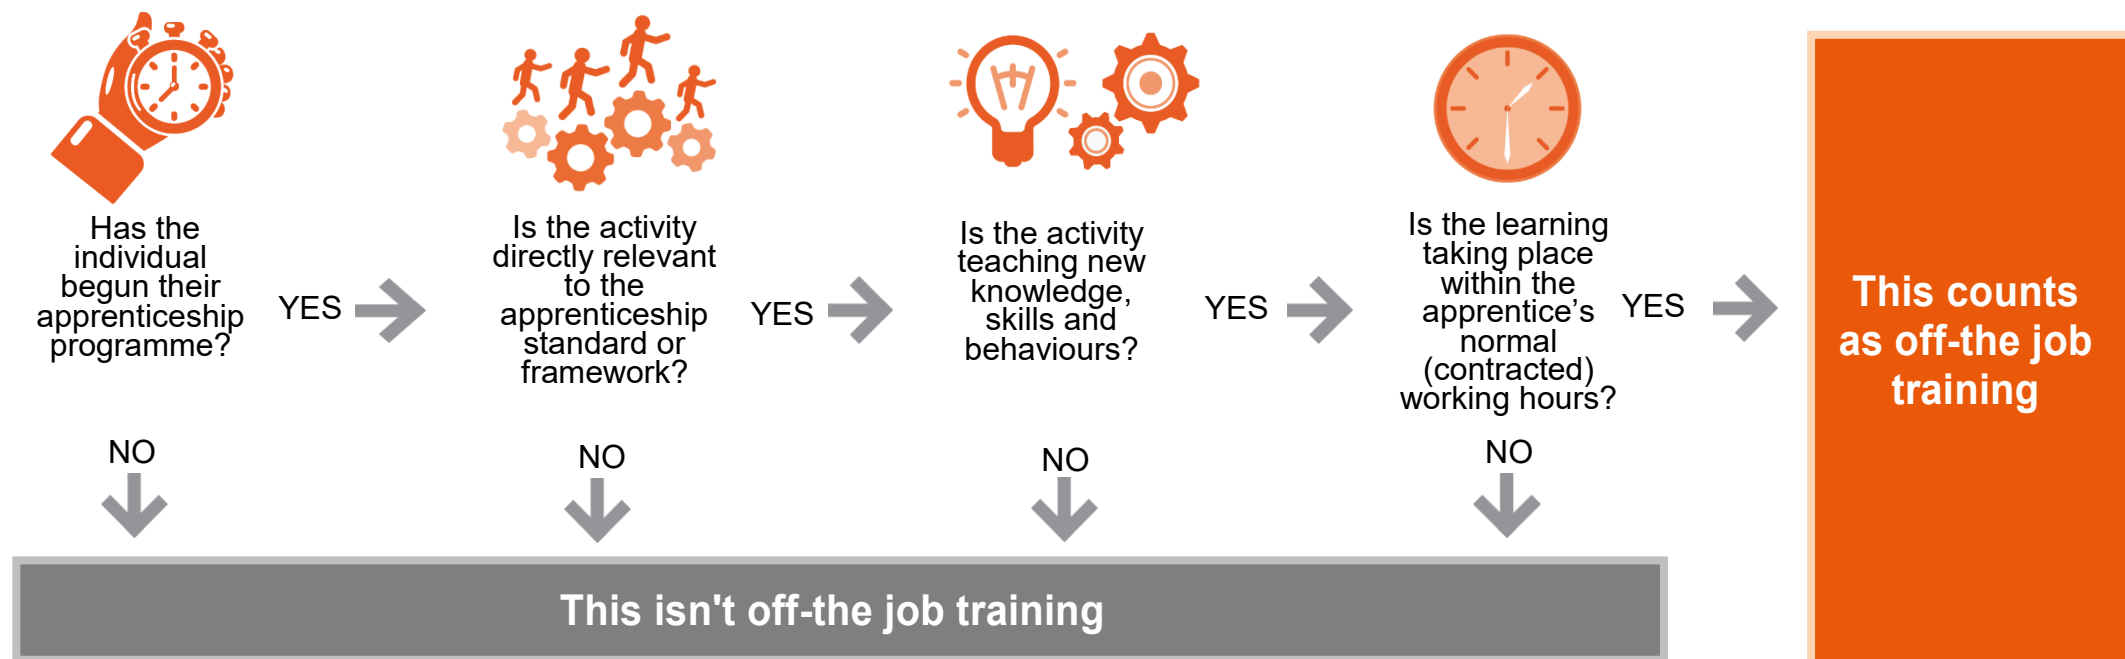 Has the
individual
begun their
apprenticeship
programme?
YES
Is the activity
directly relevant
to the
apprenticeship
standard or
framework?
YES
Is the activity
teaching new
knowledge,
skills and
behaviours?
YES
Is the learning
taking place
within the
apprentice’s
normal
(contracted)
working hours?
YES
This counts
as off-the job
training
NO
NO
NO
NO
This isn't off-the job training